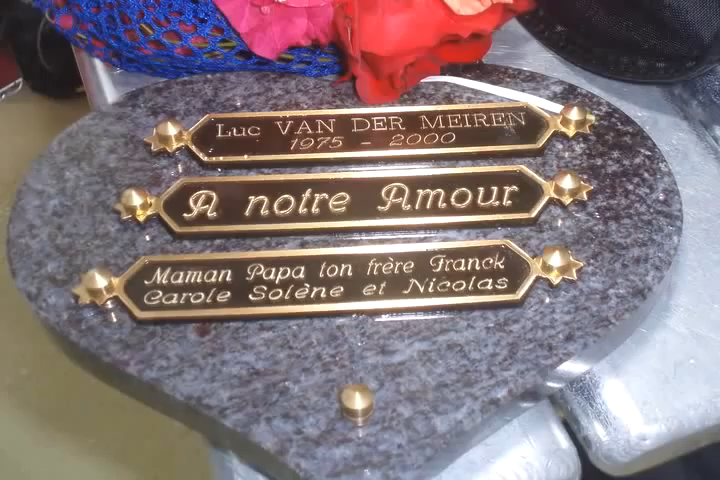 Luc VAN DER MEIREN
1975 - 2000
A notre Amour
Maman Papa ton frère Franck
Carole Solène et Nicolas